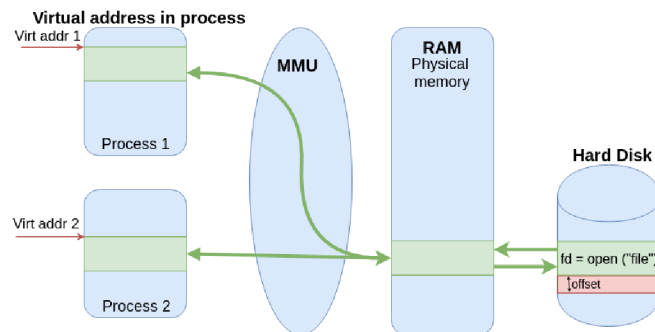 Virtual address in process
Virt addr 1
Process 1
Virt addr 2
Process 2
MMU
RAM
Physical
memory
Hard Disk
fd = open ("file")
offset